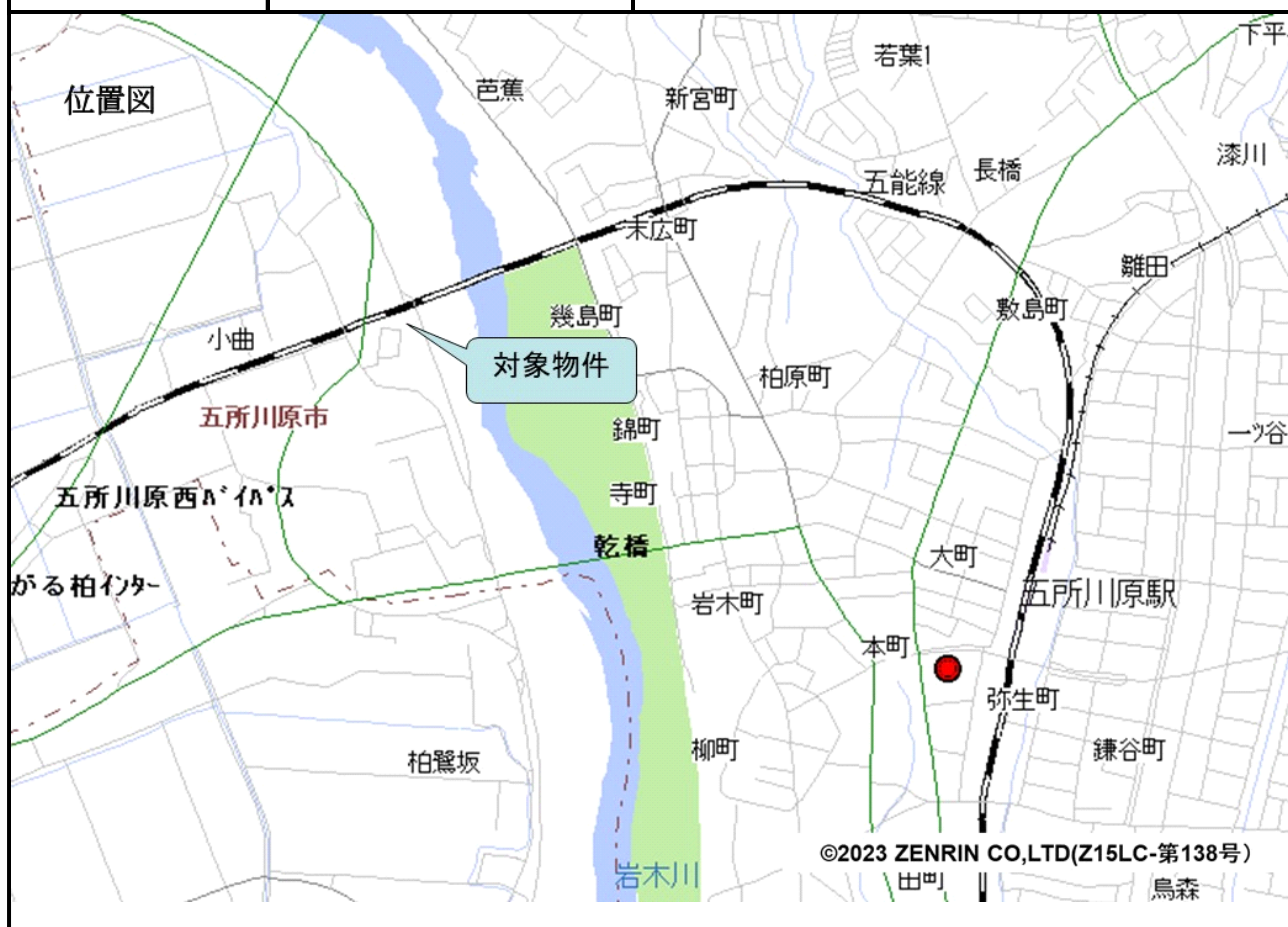 位置図
芭蕉
新宮町
若葉1
下平
漆川
五能線
長橋
末広町
雛田
敷島町
幾島町
小曲
対象物件
柏原町
五所川原市
錦町
一ツ谷
寺町
五所川原西バイパス
乾橋
大町
がる柏インター
岩木町
五所川原駅
本町
弥生町
柏鷺坂
柳町
鎌谷町
©2023 ZENRIN CO,LTD(Z15LC-第138号)
岩木川
田町
烏森